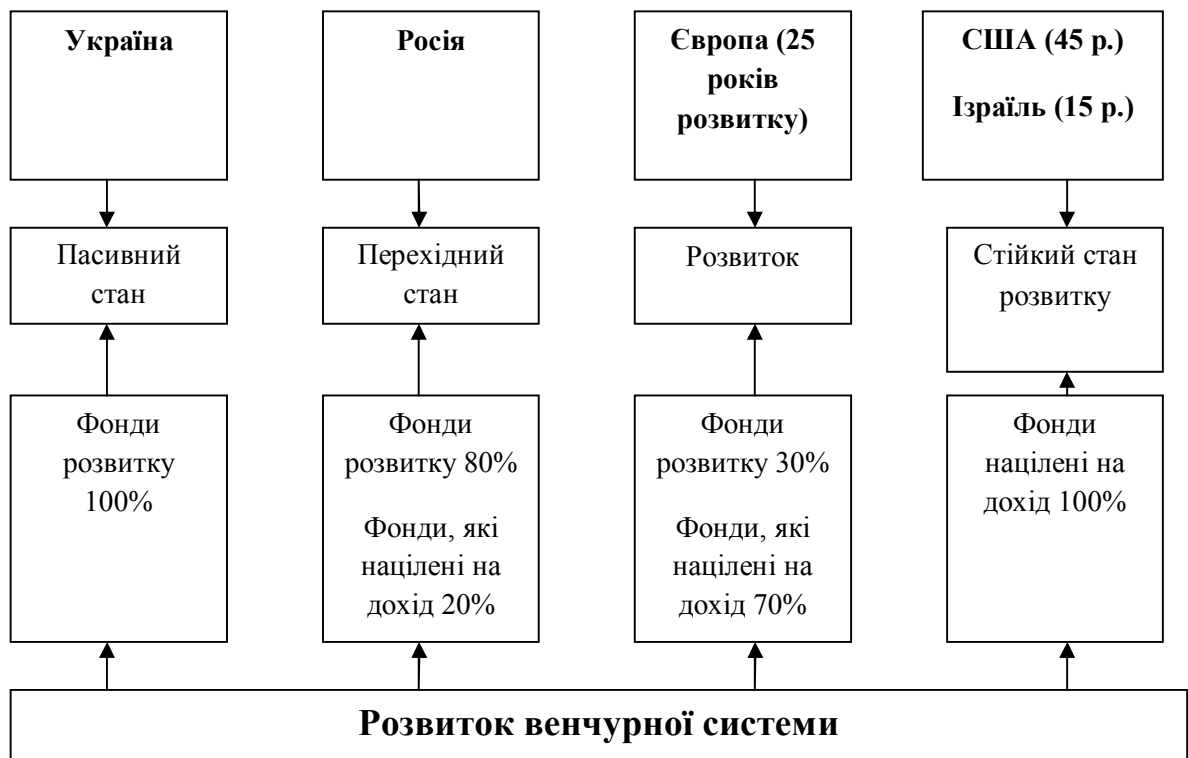 Україна
Росія
Європа (25
років
розвитку)
США (45 р.)
Ізраїль (15 р.)
Пасивний
стан
Перехідний
стан
Розвиток
Стійкий стан
розвитку
Фонди
розвитку
100%
Фонди
розвитку 80%
Фонди, які
націлені на
дохід 20%
Фонди
розвитку 30%
Фонди, які
націлені на
дохід 70%
Фонди
націлені на
дохід 100%
Розвиток венчурної системи